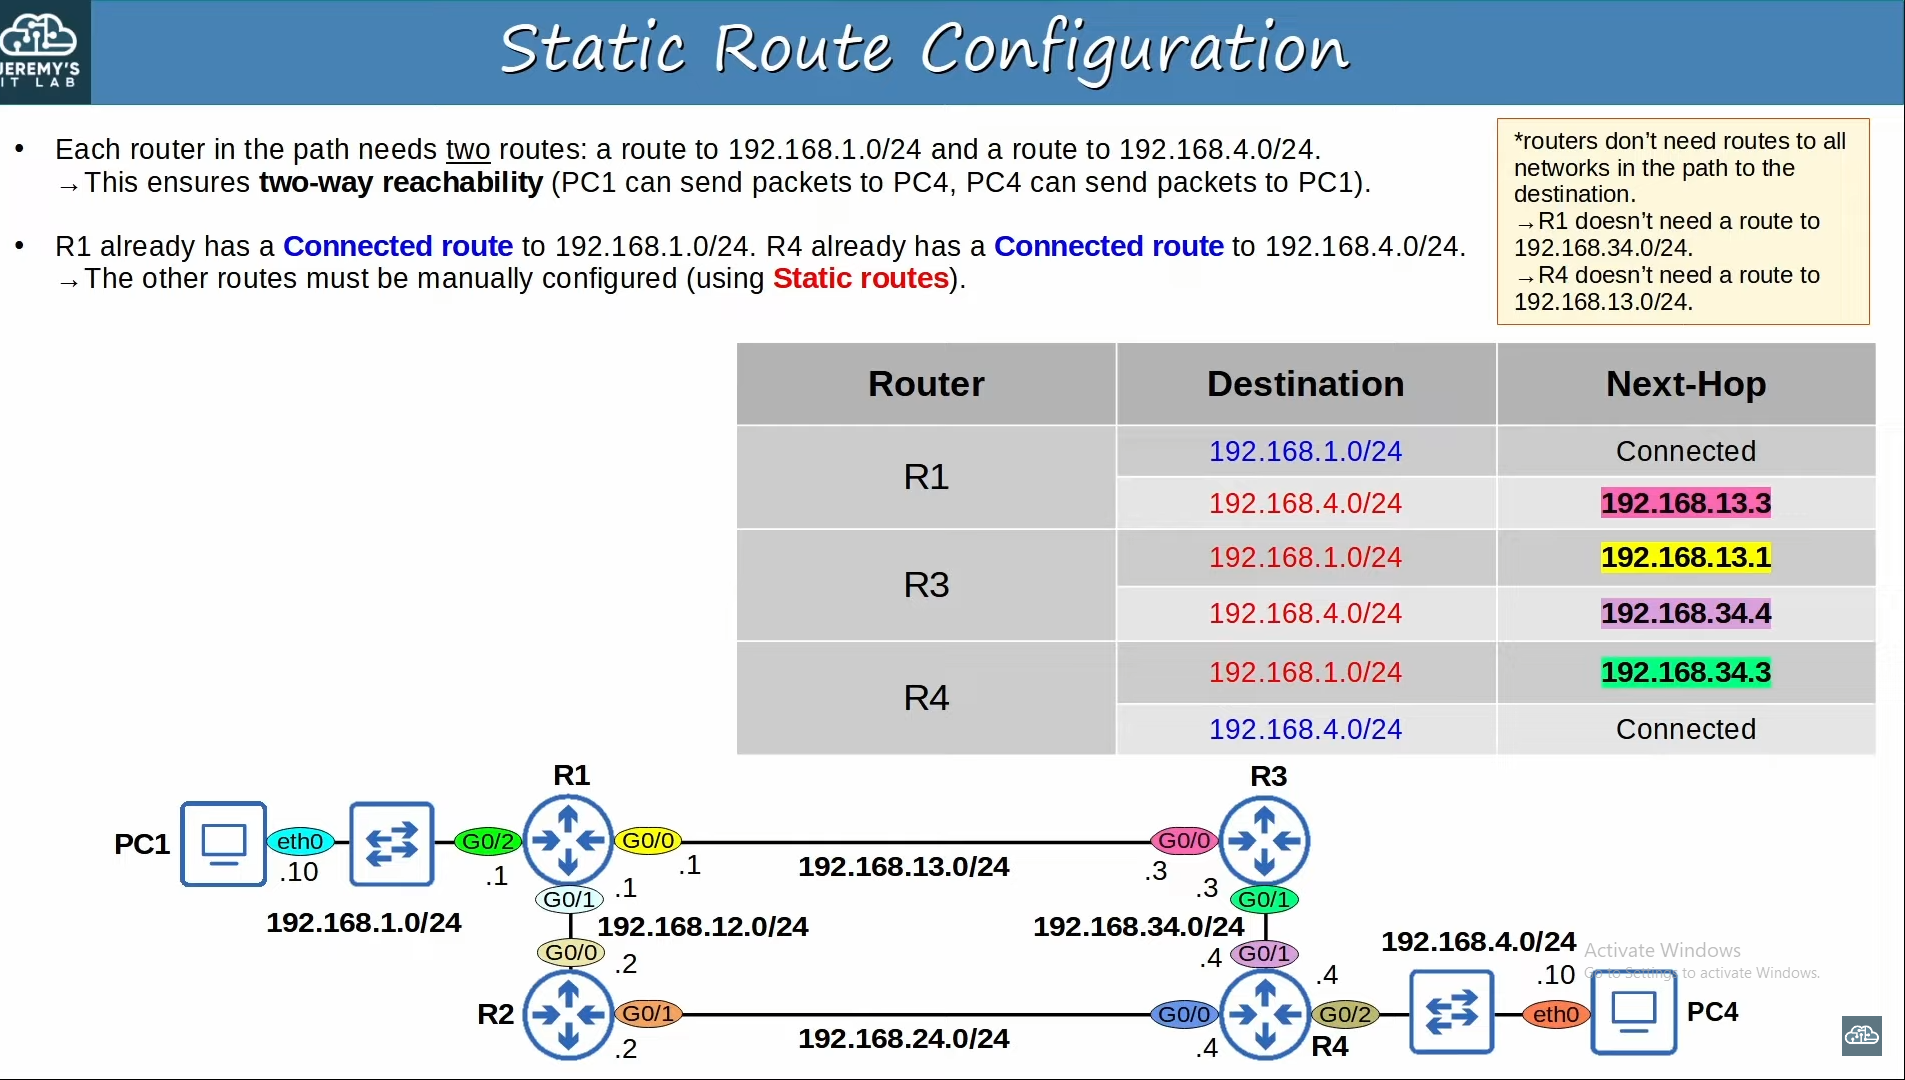 JEREMY'S
IT LAB
Static Route Configuration
• Each router in the path needs two routes: a route to 192.168.1.0/24 and a route to 192.168.4.0/24.
→This ensures two-way reachability (PC1 can send packets to PC4, PC4 can send packets to PC1).
• R1 already has a Connected route to 192.168.1.0/24. R4 already has a Connected route to 192.168.4.0/24.
→The other routes must be manually configured (using Static routes).
*routers don't need routes to all
networks in the path to the
destination.
→R1 doesn't need a route to
192.168.34.0/24.
→R4 doesn't need a route to
192.168.13.0/24.
Router Destination Next-Hop
R1 192.168.1.0/24 Connected
192.168.4.0/24 192.168.13.3
R3 192.168.1.0/24 192.168.13.1
192.168.4.0/24 192.168.34.4
R4 192.168.1.0/24 192.168.34.3
192.168.4.0/24 Connected
R1 R3
PC1 eth0 G0/2 G0/0 G0/0
.10 .1 .1 192.168.13.0/24 .3
G0/1 .1 .3 G0/1
192.168.1.0/24 192.168.12.0/24 192.168.34.0/24 192.168.4.0/24
G0/0 .2 .4 G0/1 .4 .10
Activate Windows
Go to Settings to activate Windows.
R2 G0/1 G0/0 G0/2 eth0 PC4
.2 192.168.24.0/24 .4 R4